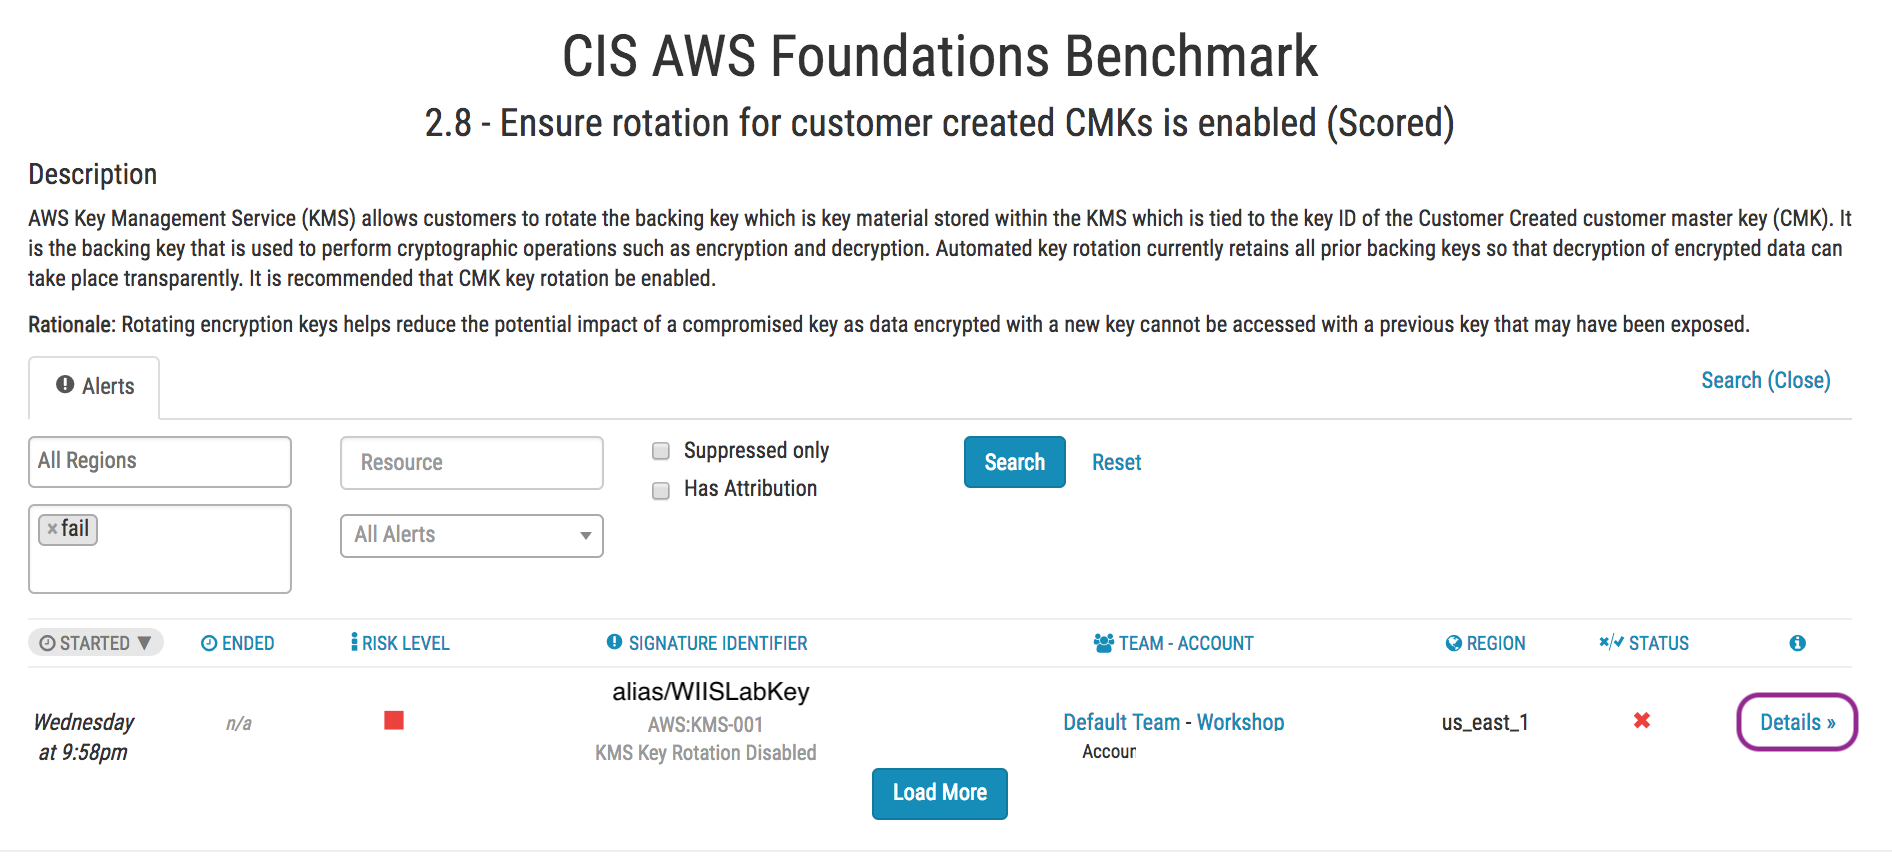 CIS AWS Foundations Benchmark
2.8 - Ensure rotation for customer created CMKs is enabled (Scored)
Description
AWS Key Management Service (KMS) allows customers to rotate the backing key which is key material stored within the KMS which is tied to the key ID of the Customer Created customer master key (CMK). It
is the backing key that is used to perform cryptographic operations such as encryption and decryption. Automated key rotation currently retains all prior backing keys so that decryption of encrypted data can
take place transparently. It is recommended that CMK key rotation be enabled.
Rationale: Rotating encryption keys helps reduce the potential impact of a compromised key as data encrypted with a new key cannot be accessed with a previous key that may have been exposed.
Alerts
Search (Close)
All Regions
Resource
Suppressed only
Has Attribution
Search
Reset
×fail
All Alerts
STARTED ▼ ENDED RISK LEVEL SIGNATURE IDENTIFIER TEAM - ACCOUNT REGION STATUS
Wednesday
at 9:58pm
n/a
alias/WIISLabKey
AWS:KMS-001
KMS Key Rotation Disabled
Default Team - Workshop
Accoun
us_east_1
Details »
Load More